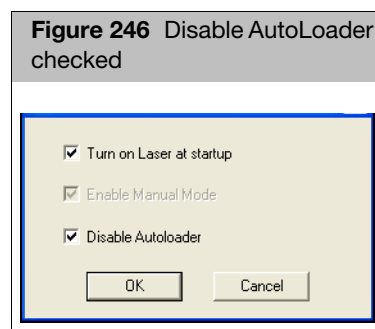 Figure 246 Disable AutoLoader
checked
Turn on Laser at startup
Enable Manual Mode
Disable Autoloader
OK Cancel